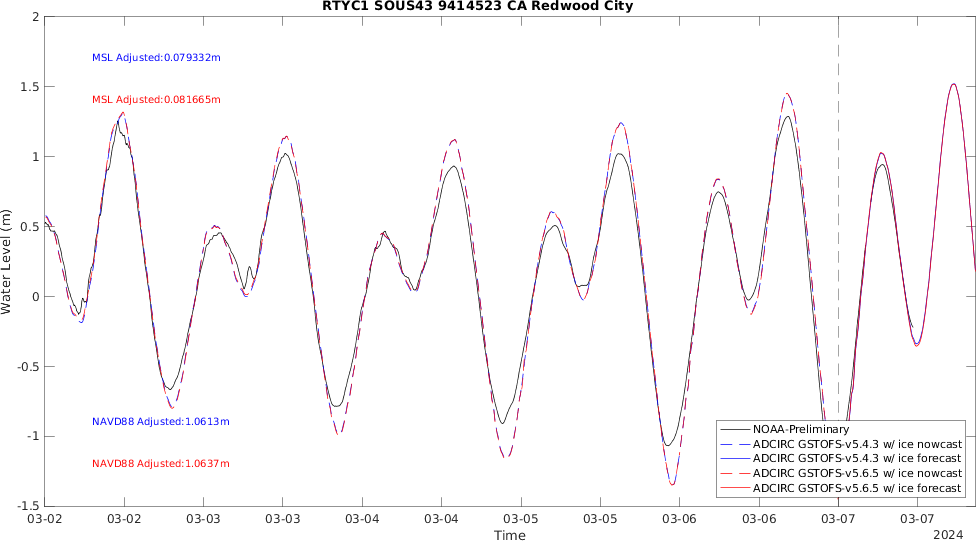 RTYC1 SOUS43 9414523 CA Redwood City
2
1.5
1
0.5
0
-0.5
-1
-1.5
Water Level (m)
MSL Adjusted:0.079332m
MSL Adjusted:0.081665m
NAVD88 Adjusted:1.0613m
NAVD88 Adjusted:1.0637m
NOAA-Preliminary
ADCIRC GSTOFS-v5.4.3 w/ ice nowcast
ADCIRC GSTOFS-v5.4.3 w/ ice forecast
ADCIRC GSTOFS-v5.6.5 w/ ice nowcast
ADCIRC GSTOFS-v5.6.5 w/ ice forecast
03-02 03-02 03-03 03-03 03-04 03-04 03-05 03-05 03-06 03-06 03-07 03-07
Time
2024